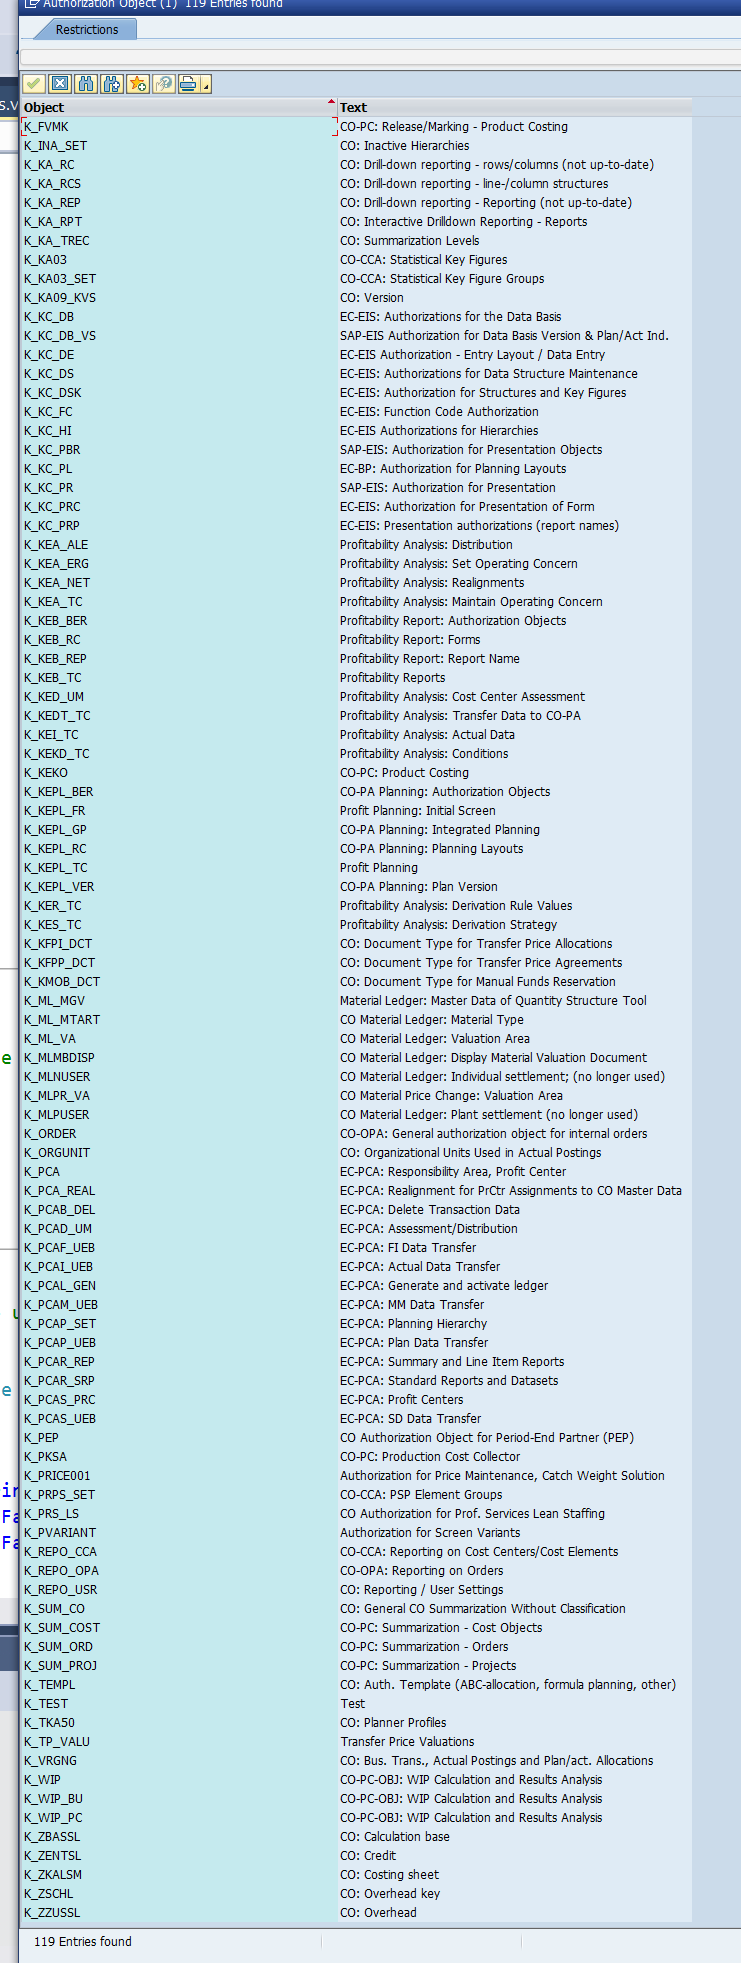 Authorization Object (1) 119 Entries found
Restrictions
Object Text
K_FVMK CO-PC: Release/Marking - Product Costing
K_INA_SET CO: Inactive Hierarchies
K_KA_RC CO: Drill-down reporting - rows/columns (not up-to-date)
K_KA_RCS CO: Drill-down reporting - line-/column structures
K_KA_REP CO: Drill-down reporting - Reporting (not up-to-date)
K_KA_RPT CO: Interactive Drilldown Reporting - Reports
K_KA_TREC CO: Summarization Levels
K_KA03 CO-CCA: Statistical Key Figures
K_KA03_SET CO-CCA: Statistical Key Figure Groups
K_KA09_KVS CO: Version
K_KC_DB EC-EIS: Authorizations for the Data Basis
K_KC_DB_VS SAP-EIS Authorization for Data Basis Version & Plan/Act Ind.
K_KC_DE EC-EIS Authorization - Entry Layout / Data Entry
K_KC_DS EC-EIS: Authorizations for Data Structure Maintenance
K_KC_DSK EC-EIS: Authorization for Structures and Key Figures
K_KC_FC EC-EIS: Function Code Authorization
K_KC_HI EC-EIS Authorizations for Hierarchies
K_KC_PBR SAP-EIS: Authorization for Presentation Objects
K_KC_PL EC-BP: Authorization for Planning Layouts
K_KC_PR SAP-EIS: Authorization for Presentation
K_KC_PRC EC-EIS: Authorization for Presentation of Form
K_KC_PRP EC-EIS: Presentation authorizations (report names)
K_KEA_ALE Profitability Analysis: Distribution
K_KEA_ERG Profitability Analysis: Set Operating Concern
K_KEA_NET Profitability Analysis: Realignments
K_KEA_TC Profitability Analysis: Maintain Operating Concern
K_KEB_BER Profitability Report: Authorization Objects
K_KEB_RC Profitability Report: Forms
K_KEB_REP Profitability Report: Report Name
K_KEB_TC Profitability Reports
K_KED_UM Profitability Analysis: Cost Center Assessment
K_KEDT_TC Profitability Analysis: Transfer Data to CO-PA
K_KEI_TC Profitability Analysis: Actual Data
K_KEKD_TC Profitability Analysis: Conditions
K_KEKO CO-PC: Product Costing
K_KEPL_BER CO-PA Planning: Authorization Objects
K_KEPL_FR Profit Planning: Initial Screen
K_KEPL_GP CO-PA Planning: Integrated Planning
K_KEPL_RC CO-PA Planning: Planning Layouts
K_KEPL_TC Profit Planning
K_KEPL_VER CO-PA Planning: Plan Version
K_KER_TC Profitability Analysis: Derivation Rule Values
K_KES_TC Profitability Analysis: Derivation Strategy
K_KFPI_DCT CO: Document Type for Transfer Price Allocations
K_KFPP_DCT CO: Document Type for Transfer Price Agreements
K_KMOB_DCT CO: Document Type for Manual Funds Reservation
K_ML_MGV Material Ledger: Master Data of Quantity Structure Tool
K_ML_MTART CO Material Ledger: Material Type
K_ML_VA CO Material Ledger: Valuation Area
K_MLMBDISP CO Material Ledger: Display Material Valuation Document
K_MLNUSER CO Material Ledger: Individual settlement; (no longer used)
K_MLPR_VA CO Material Price Change: Valuation Area
K_MLPUSER CO Material Ledger: Plant settlement (no longer used)
K_ORDER CO-OPA: General authorization object for internal orders
K_ORGUNIT CO: Organizational Units Used in Actual Postings
K_PCA EC-PCA: Responsibility Area, Profit Center
K_PCA_REAL EC-PCA: Realignment for PrCtr Assignments to CO Master Data
K_PCAB_DEL EC-PCA: Delete Transaction Data
K_PCAD_UM EC-PCA: Assessment/Distribution
K_PCAF_UEB EC-PCA: FI Data Transfer
K_PCAI_UEB EC-PCA: Actual Data Transfer
K_PCAL_GEN EC-PCA: Generate and activate ledger
K_PCAM_UEB EC-PCA: MM Data Transfer
K_PCAP_SET EC-PCA: Planning Hierarchy
K_PCAP_UEB EC-PCA: Plan Data Transfer
K_PCAR_REP EC-PCA: Summary and Line Item Reports
K_PCAR_SRP EC-PCA: Standard Reports and Datasets
K_PCAS_PRC EC-PCA: Profit Centers
K_PCAS_UEB EC-PCA: SD Data Transfer
K_PEP CO Authorization Object for Period-End Partner (PEP)
K_PKSA CO-PC: Production Cost Collector
K_PRICE001 Authorization for Price Maintenance, Catch Weight Solution
K_PRPS_SET CO-CCA: PSP Element Groups
K_PRS_LS CO Authorization for Prof. Services Lean Staffing
K_PVARIANT Authorization for Screen Variants
K_REPO_CCA CO-CCA: Reporting on Cost Centers/Cost Elements
K_REPO_OPA CO-OPA: Reporting on Orders
K_REPO_USR CO: Reporting / User Settings
K_SUM_CO CO: General CO Summarization Without Classification
K_SUM_COST CO-PC: Summarization - Cost Objects
K_SUM_ORD CO-PC: Summarization - Orders
K_SUM_PROJ CO-PC: Summarization - Projects
K_TEMPL CO: Auth. Template (ABC-allocation, formula planning, other)
K_TEST Test
K_TKA50 CO: Planner Profiles
K_TP_VALU Transfer Price Valuations
K_VRGNG CO: Bus. Trans., Actual Postings and Plan/act. Allocations
K_WIP CO-PC-OBJ: WIP Calculation and Results Analysis
K_WIP_BU CO-PC-OBJ: WIP Calculation and Results Analysis
K_WIP_PC CO-PC-OBJ: WIP Calculation and Results Analysis
K_ZBASSL CO: Calculation base
K_ZENTSL CO: Credit
K_ZKALSM CO: Costing sheet
K_ZSCHL CO: Overhead key
K_ZZUSSL CO: Overhead
119 Entries found